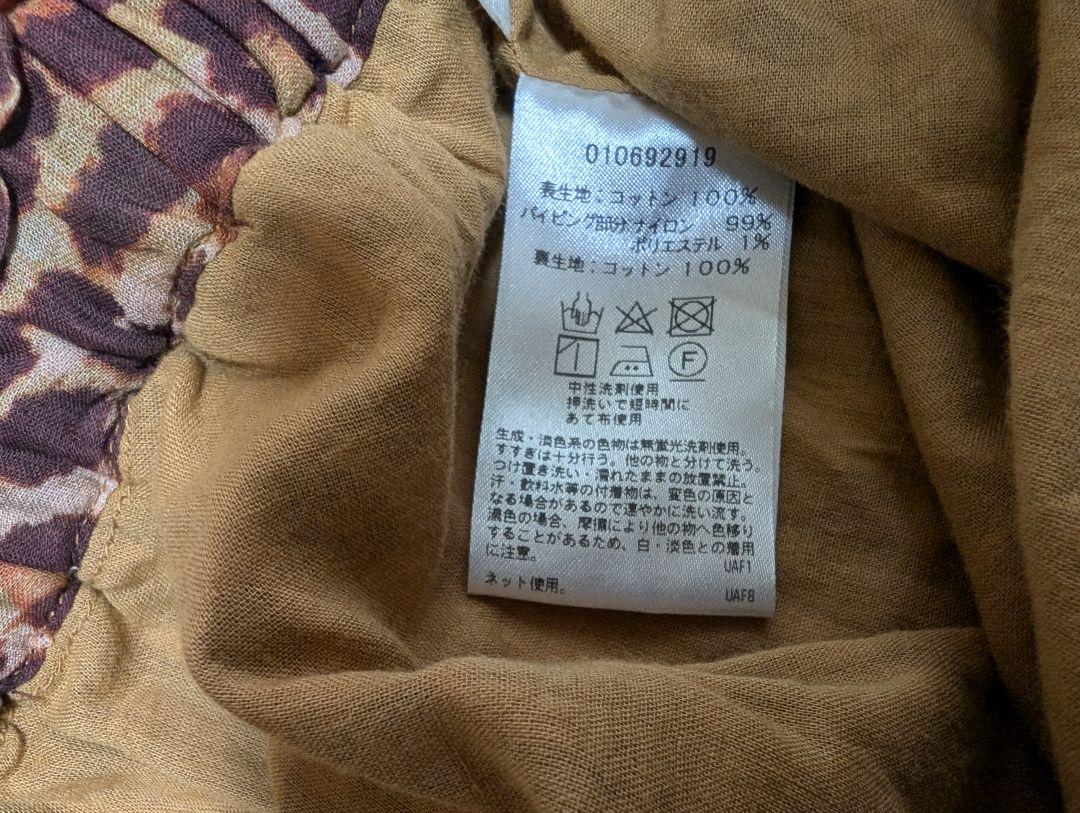 010692919
表生地：コットン 100%
パイピング部分:ナイロン 99%
ポリエステル 1%
裏生地：コットン 100%
F
中性洗剤使用
押洗いで短時間に
あて布使用
生成・淡色系の色物は無蛍光洗剤使用。
すすぎは十分行う。他の物と分けて洗う。
つけ置き洗い・濡れたままの放置禁止。
汗・飲料水等の付着物は、変色の原因と
なる場合があるので速やかに洗い流す。
濃色の場合、摩擦により他の物へ色移り
することがあるため、白・淡色との着用
に注意。
UAF1
ネット使用。
UAF8